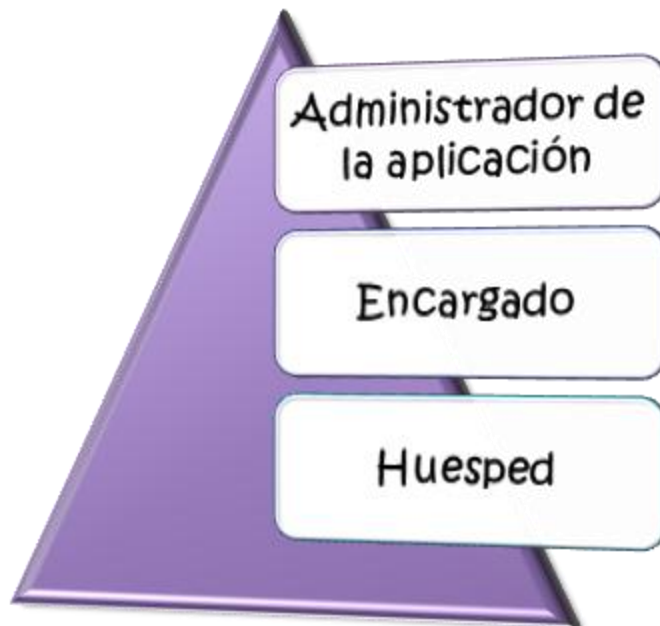 Administrador de
la aplicación
Encargado
Huesped